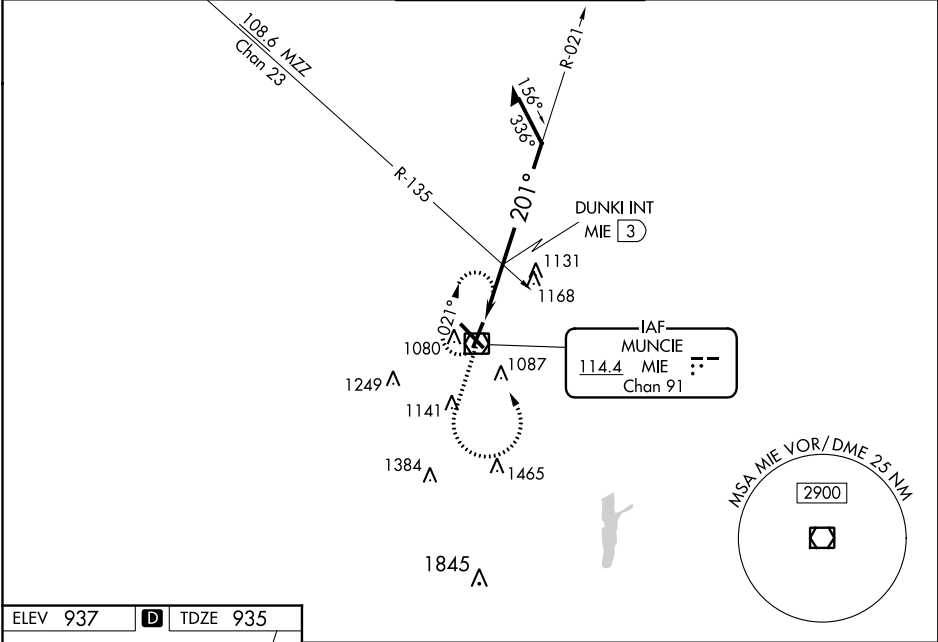 108.6 MZZ
Chan 23
R-021
156°
336°
R-135
201°
DUNKI INT
MIE 3
1131
1168
021°
1080
IAF
MUNCIE
114.4 MIE
Chan 91
1087
1249
1141
1384
1465
MSA MIE VOR/DME 25 NM
2900
1845
ELEV 937 D TDZE 935